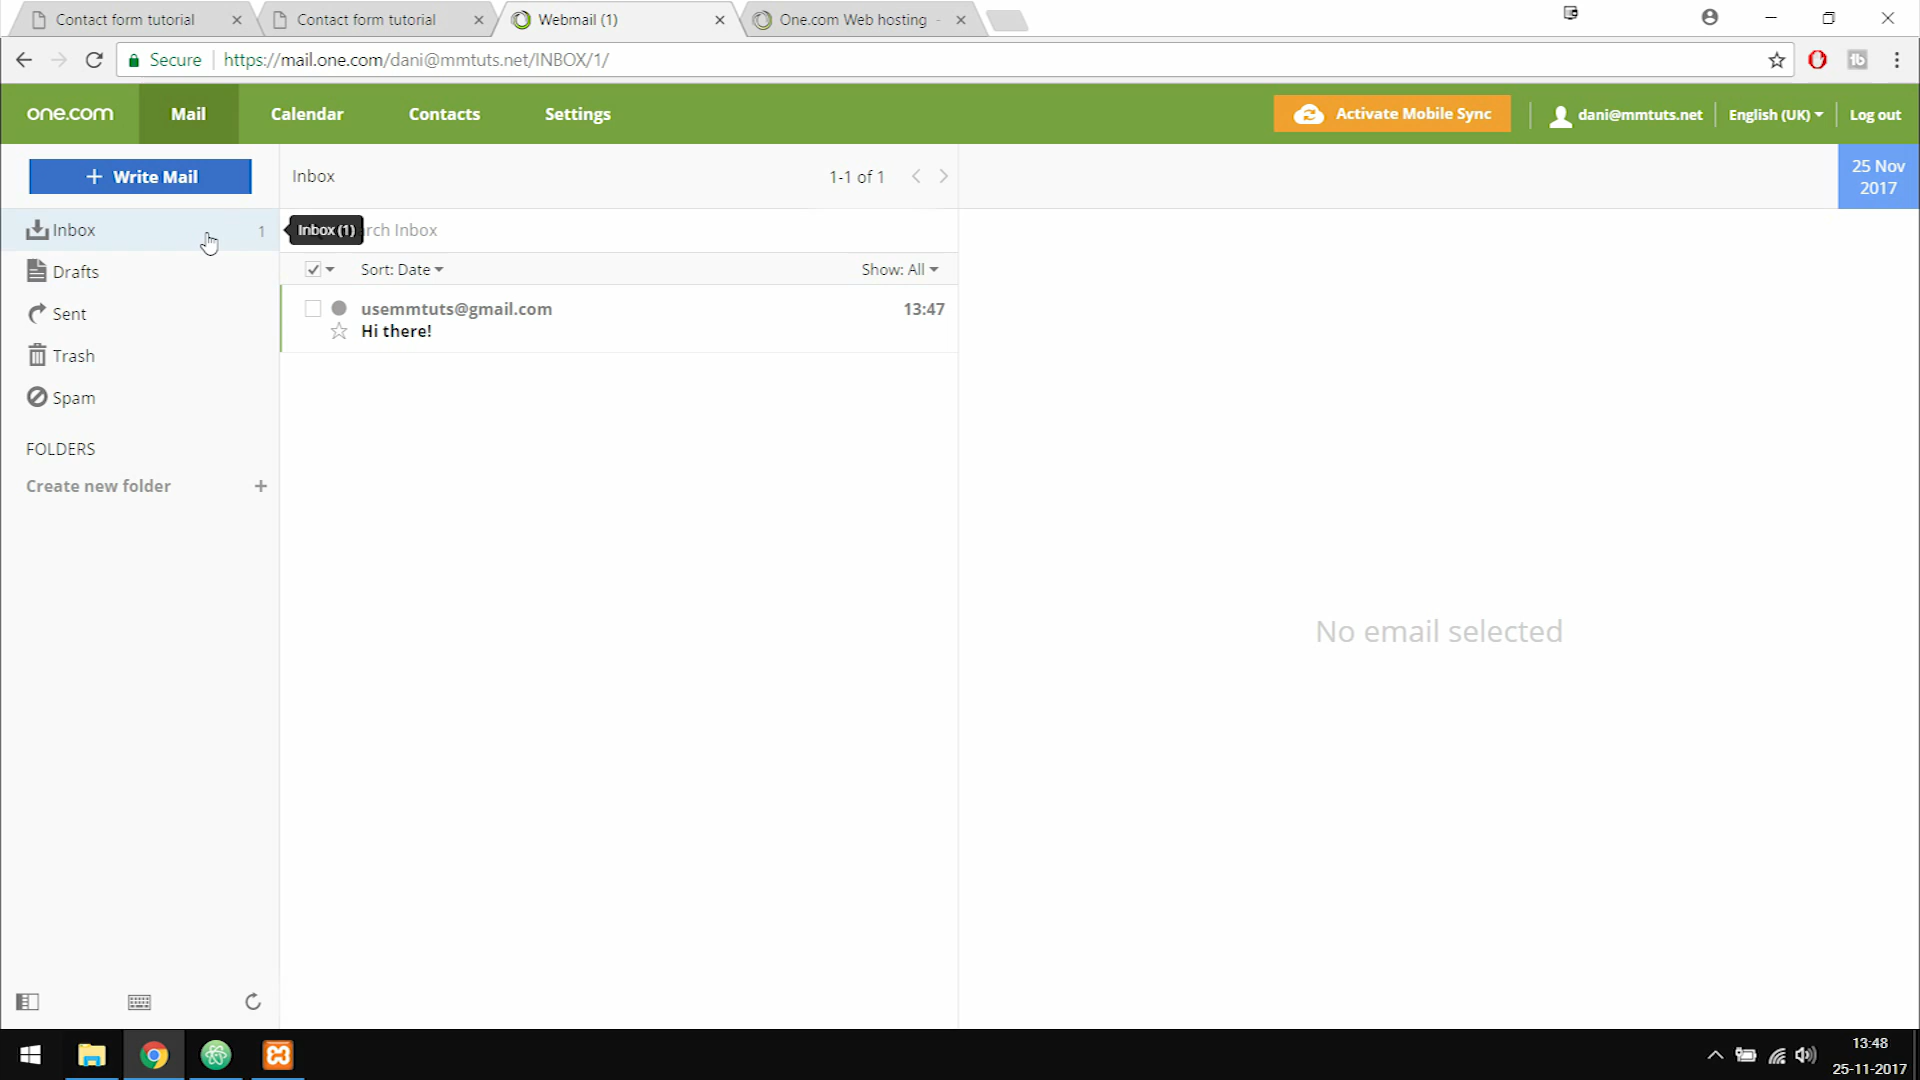 Contact form tutorial
Contact form tutorial
Webmail (1)
One.com Web hosting -
Secure
https://mail.one.com/dani@mmtuts.net/INBOX/1/
one.com
Mail
Calendar
Contacts
Settings
Activate Mobile Sync
dani@mmtuts.net
English (UK)
Log out
+ Write Mail
Inbox
1-1 of 1
25 Nov
2017
Inbox 1
Inbox (1)
rch Inbox
Drafts
Sort: Date
Show: All
usemmtuts@gmail.com
13:47
Hi there!
Sent
Trash
Spam
FOLDERS
Create new folder +
No email selected
13:48
25-11-2017